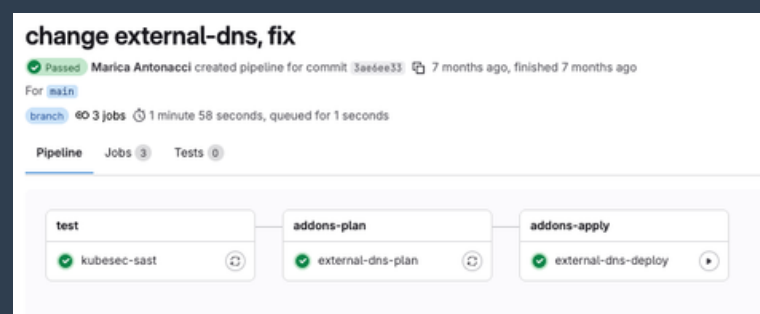 change external-dns, fix
Passed Marica Antonacci created pipeline for commit 3ae6ee33 7 months ago, finished 7 months ago
For main
branch 3 jobs 1 minute 58 seconds, queued for 1 seconds
Pipeline Jobs 3 Tests 0
test addons-plan addons-apply
kubesec-sast external-dns-plan external-dns-deploy